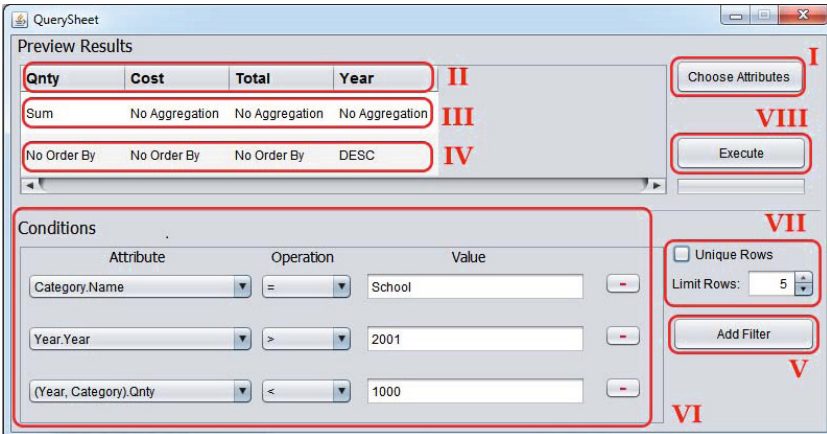 QuerySheet
Preview Results
I
Qnty Cost Total Year II
Choose Attributes
Sum No Aggregation No Aggregation No Aggregation III
VIII
No Order By No Order By No Order By DESC IV
Execute
Conditions
VII
Attribute Operation Value
Unique Rows
Category.Name = School -
Limit Rows: 5
Year.Year > 2001 -
Add Filter
V
(Year, Category).Qnty < 1000 -
VI